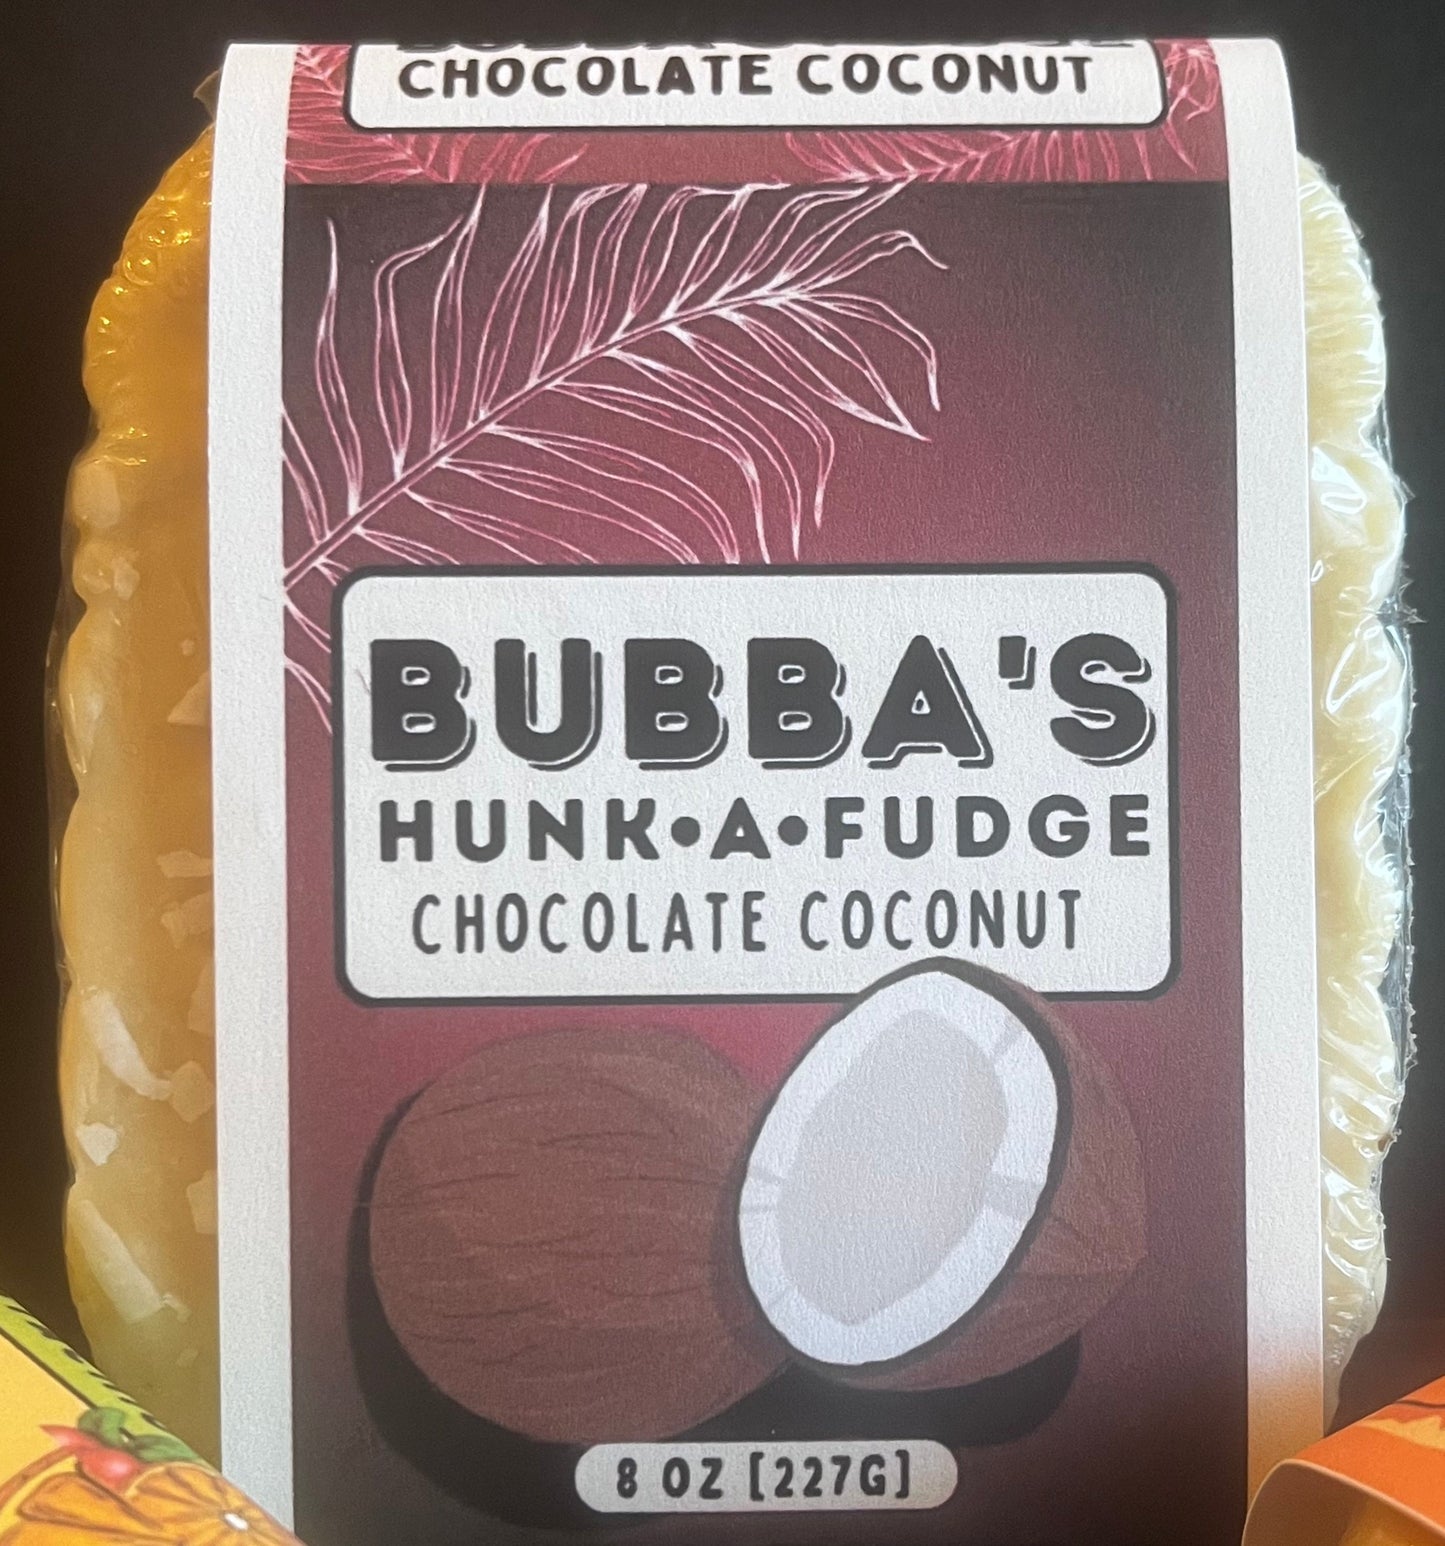 CHOCOLATE COCONUT
BUBBA'S
HUNK•A•FUDGE
CHOCOLATE COCONUT
8 OZ [227G]